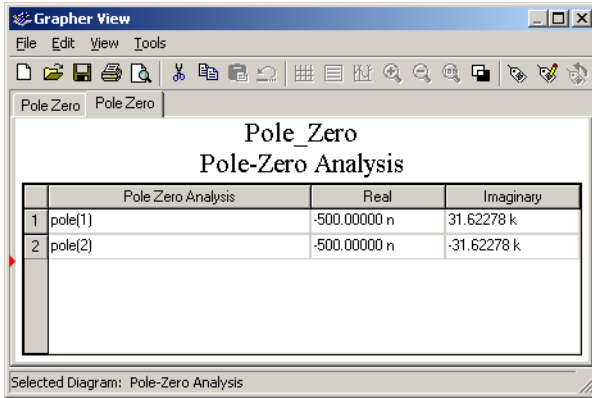 Grapher View
File Edit View Tools
Pole Zero Pole Zero
Pole_Zero
Pole-Zero Analysis
Pole Zero Analysis Real Imaginary
1 pole(1) -500.00000 n 31.62278 k
2 pole(2) -500.00000 n -31.62278 k
Selected Diagram: Pole-Zero Analysis